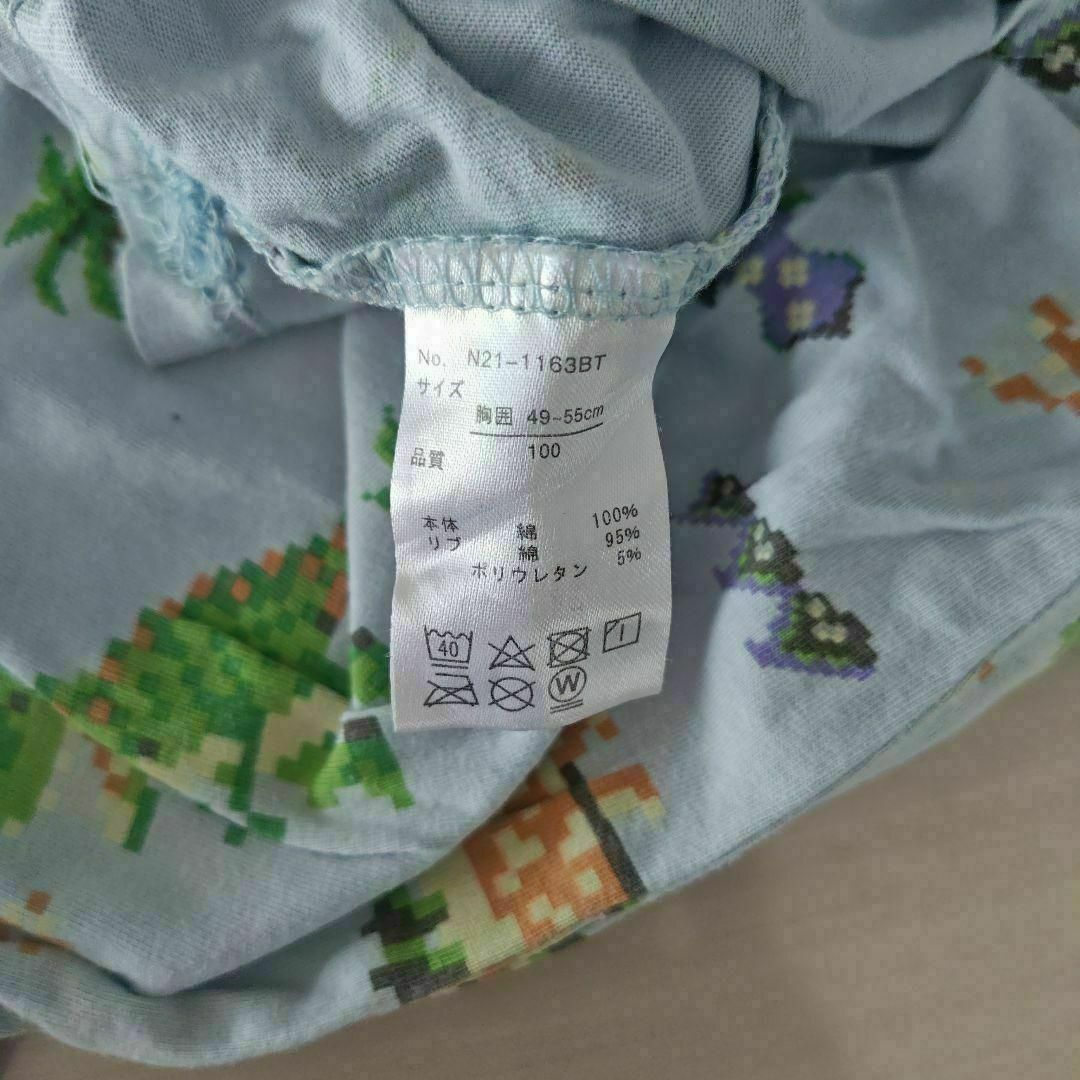 No. N21-1163BT
サイズ
胸囲 49~55cm
100
品質
本体 綿 100%
リブ 綿 95%
ポリウレタン 5%
40
W